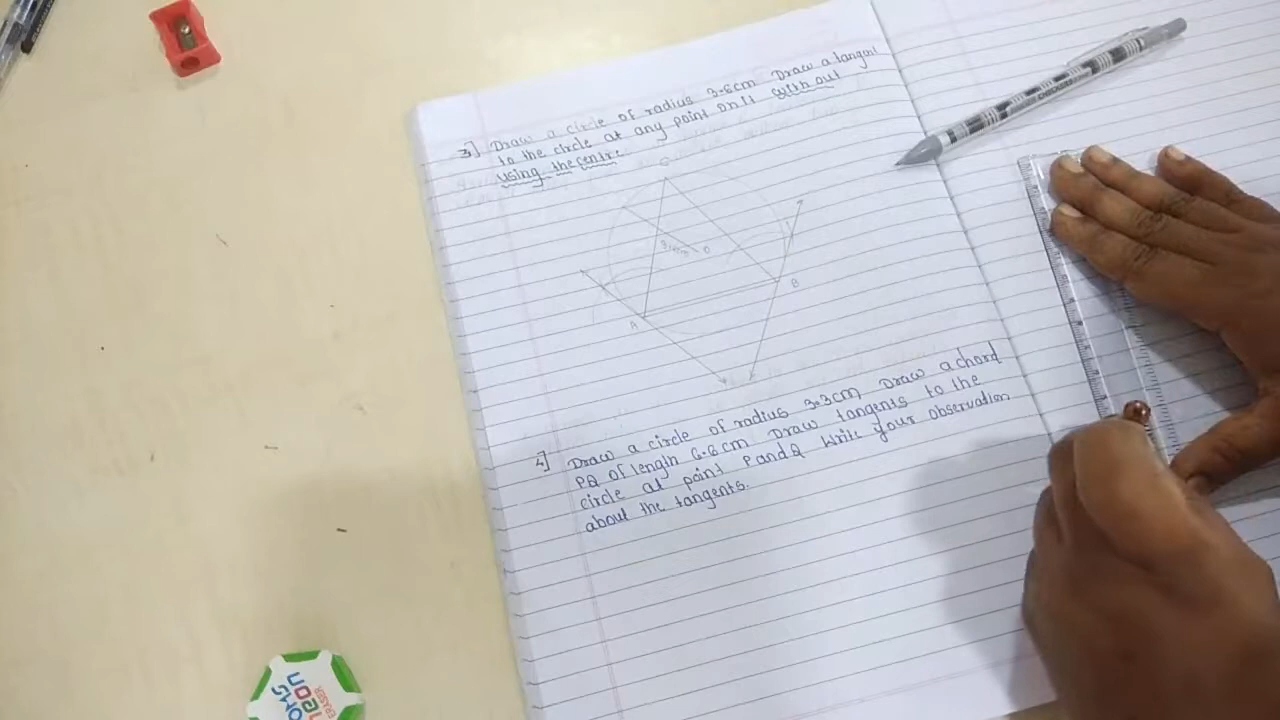 3] Draw a circle of radius 3.6cm Draw a tangent
to the circle at any point on it without
using the centre.
C
O
B
A
4] Draw a circle of radius 3.3cm Draw a chord
PQ of length 6.6cm Draw tangents to the
circle at point P and Q Write your observation
about the tangents.
ERASER